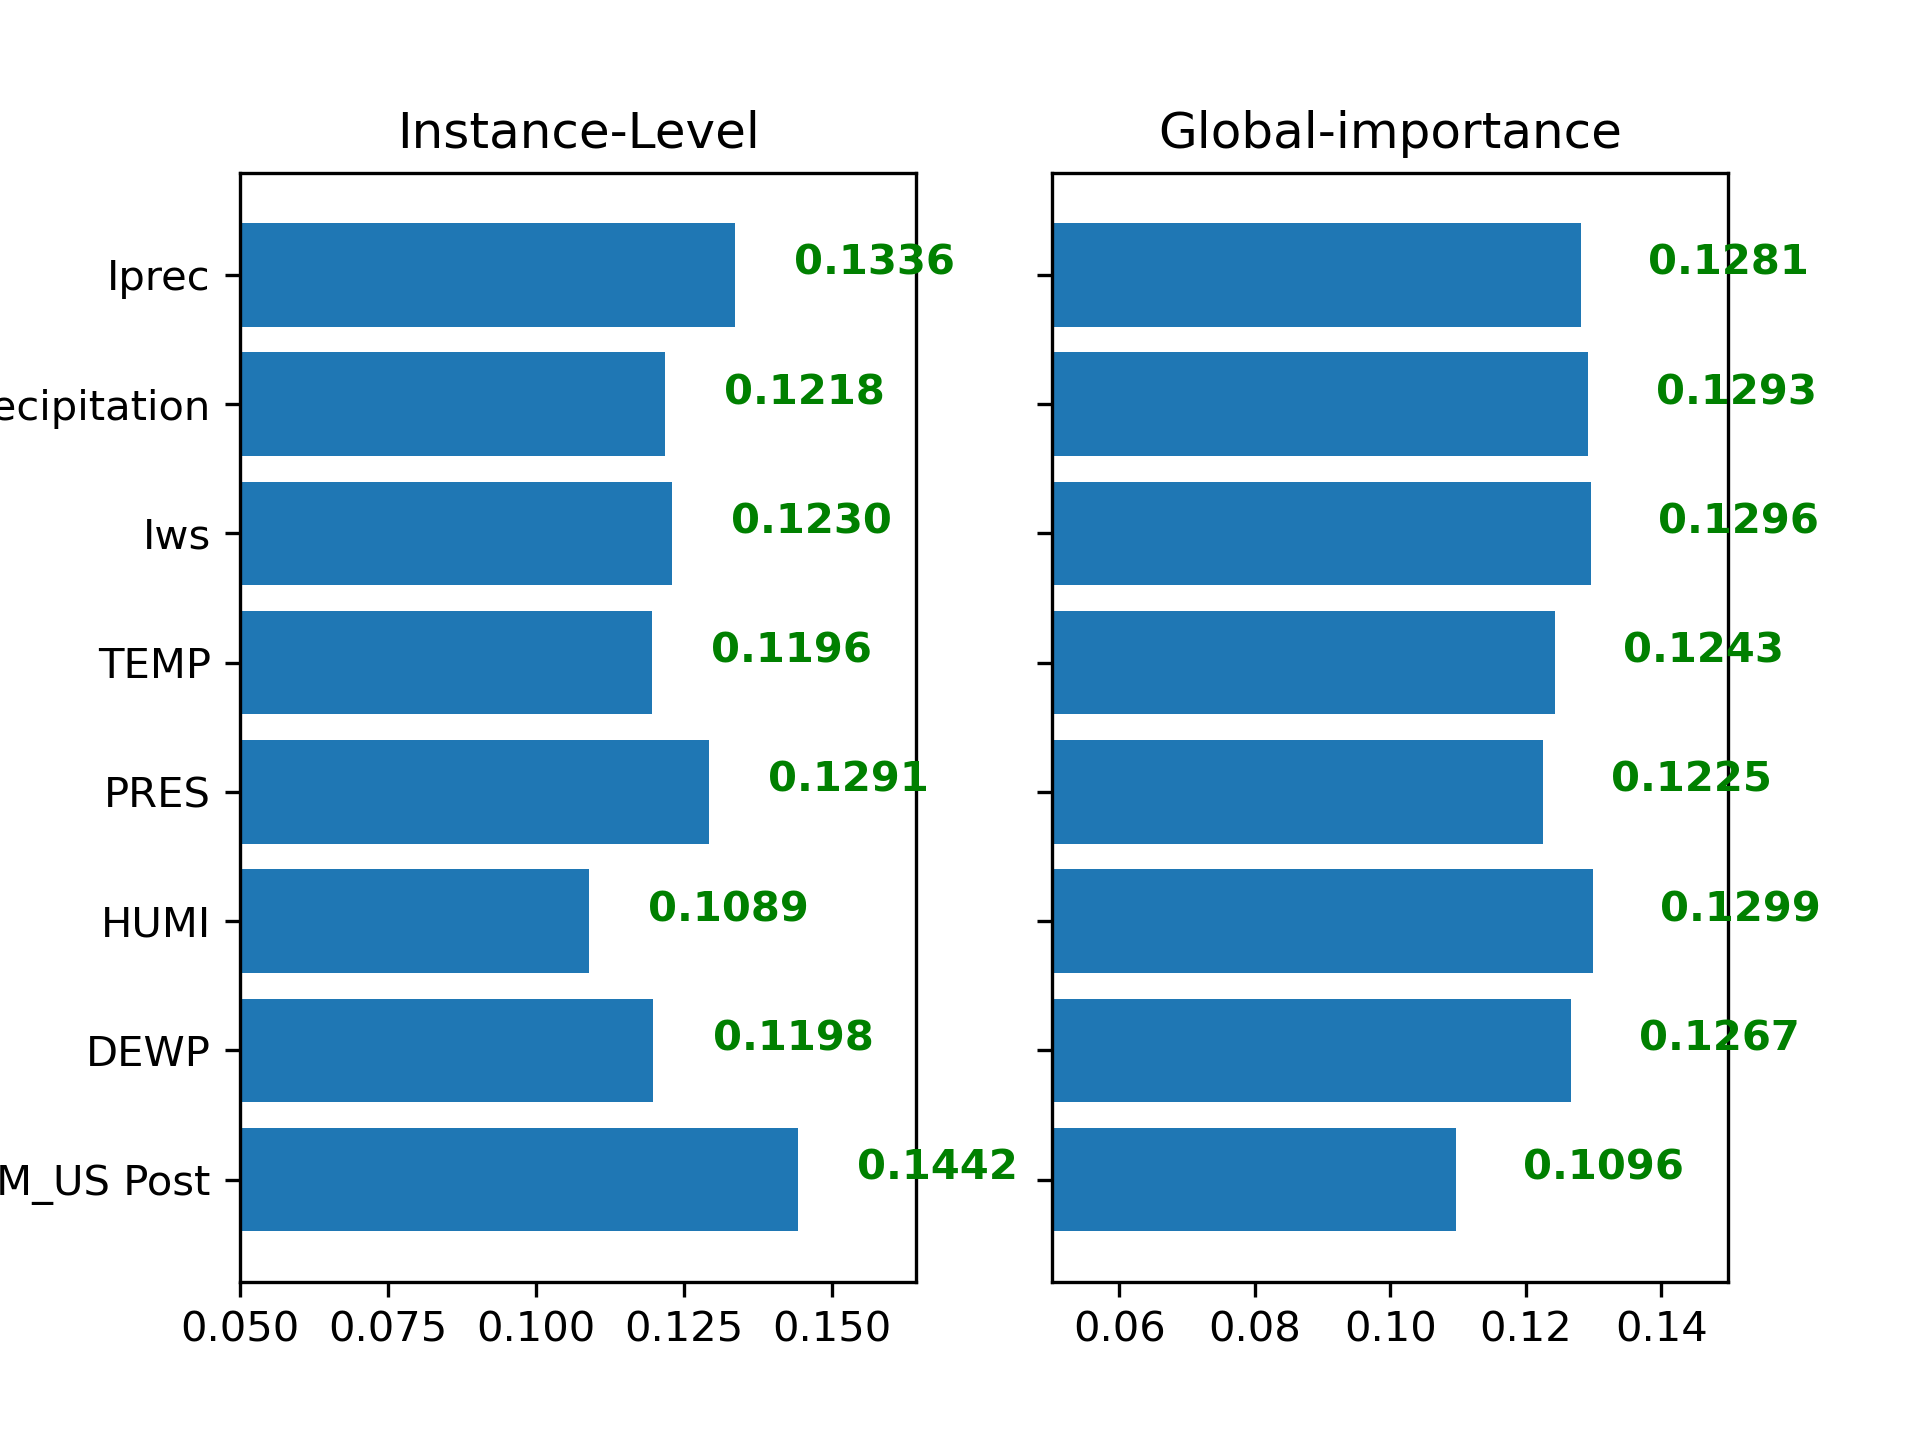 Instance-Level Global-importance
Iprec 0.1336 0.1281
ecipitation 0.1218 0.1293
Iws 0.1230 0.1296
TEMP 0.1196 0.1243
PRES 0.1291 0.1225
HUMI 0.1089 0.1299
DEWP 0.1198 0.1267
M_US Post 0.1442 0.1096
0.050 0.075 0.100 0.125 0.150 0.06 0.08 0.10 0.12 0.14